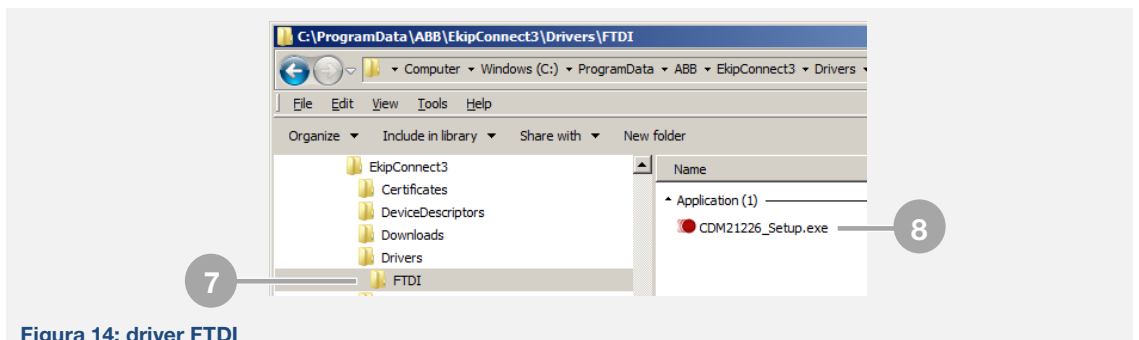 C:\ProgramData\ABB\EkipConnect3\Drivers\FTDI
Computer Windows (C:) ProgramData ABB EkipConnect3 Drivers
File Edit View Tools Help
Organize Include in library Share with New folder
EkipConnect3
Certificates
DeviceDescriptors
Downloads
Drivers
7
FTDI
Name
Application (1)
CDM21226_Setup.exe
8
Figura 14: driver FTDI